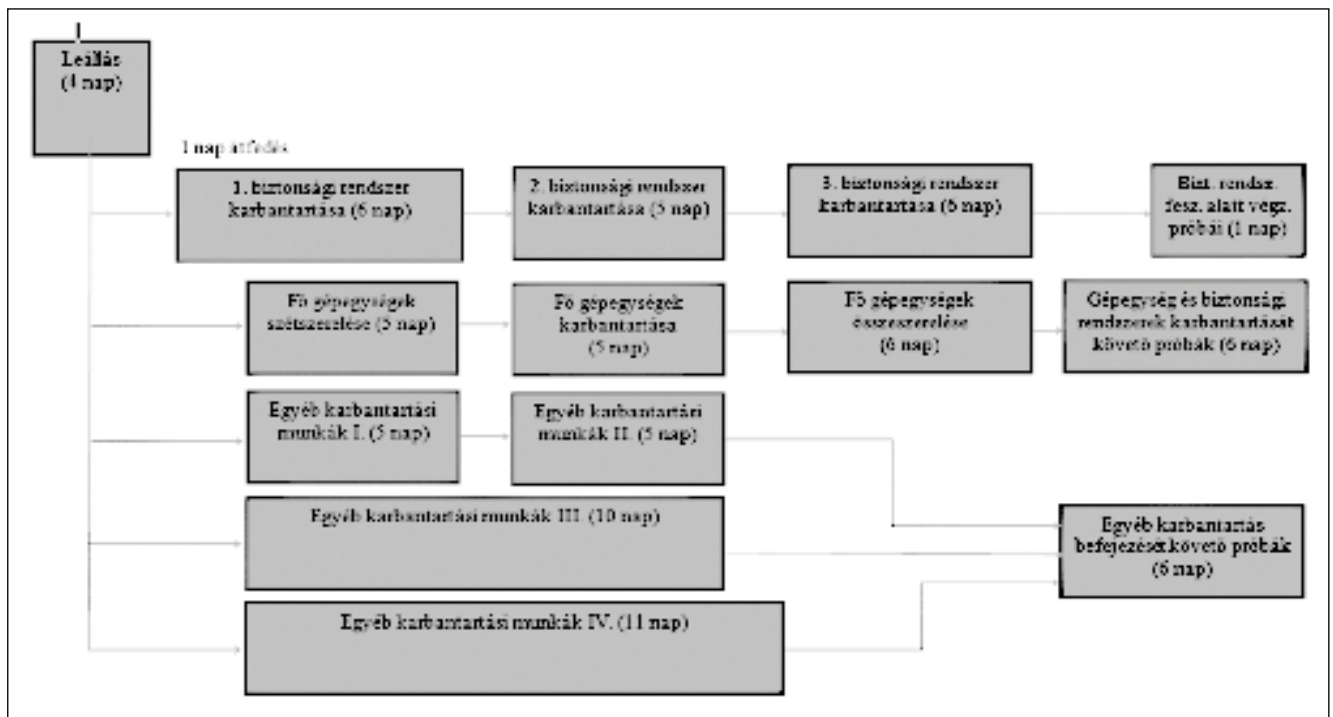 Leállás
(4 nap)
1 nap átfedés
1. biztonsági rendszer
karbantartása (6 nap)
2. biztonsági rendszer
karbantartása (5 nap)
3. biztonsági rendszer
karbantartása (6 nap)
Bizt. rendsz.
fesz. alatt végz.
próbái (1 nap)
Fő gépegységek
szétszerelése (5 nap)
Fő gépegységek
karbantartása
(5 nap)
Fő gépegységek
összeszerelése
(6 nap)
Gépegység és biztonsági
rendszerek karbantartását
követő próbák (6 nap)
Egyéb karbantartási
munkák I. (5 nap)
Egyéb karbantartási
munkák II. (5 nap)
Egyéb karbantartási munkák III. (10 nap)
Egyéb karbantartás
befejezését követő próbák
(6 nap)
Egyéb karbantartási munkák IV. (11 nap)